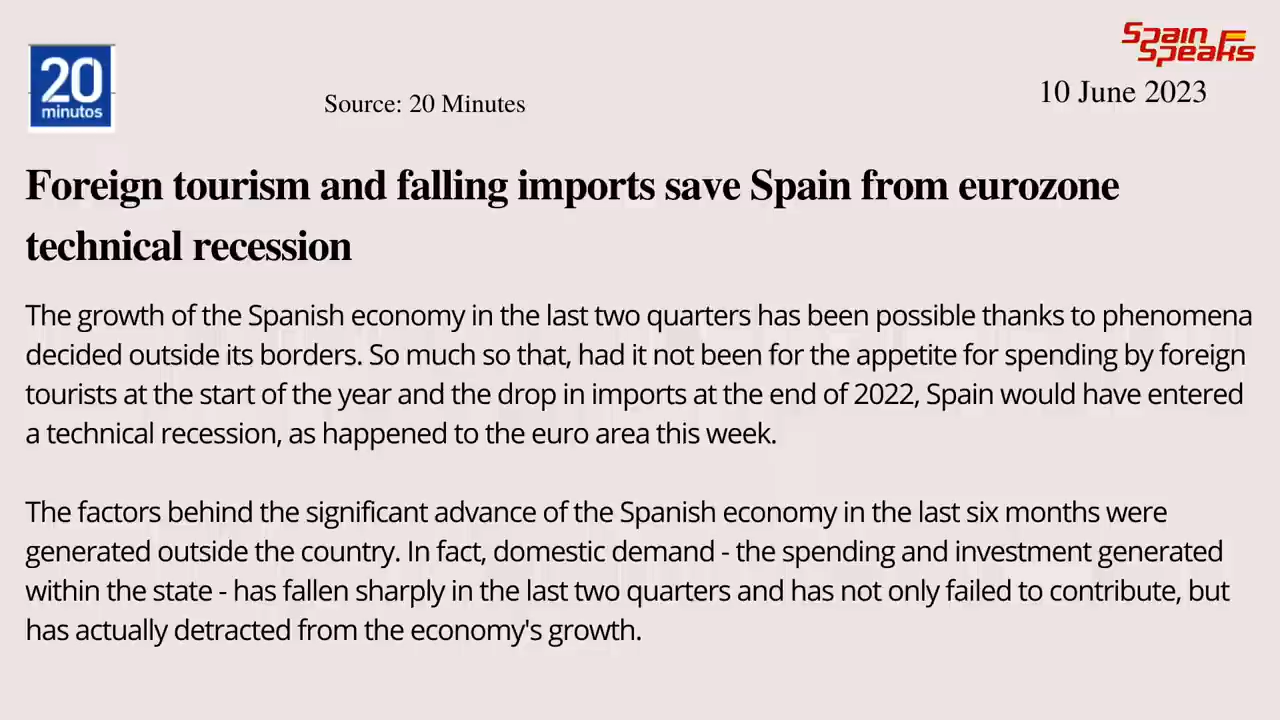 20
minutos
Spain
Speaks
Source: 20 Minutes
10 June 2023
Foreign tourism and falling imports save Spain from eurozone
technical recession
The growth of the Spanish economy in the last two quarters has been possible thanks to phenomena
decided outside its borders. So much so that, had it not been for the appetite for spending by foreign
tourists at the start of the year and the drop in imports at the end of 2022, Spain would have entered
a technical recession, as happened to the euro area this week.
The factors behind the significant advance of the Spanish economy in the last six months were
generated outside the country. In fact, domestic demand - the spending and investment generated
within the state - has fallen sharply in the last two quarters and has not only failed to contribute, but
has actually detracted from the economy's growth.